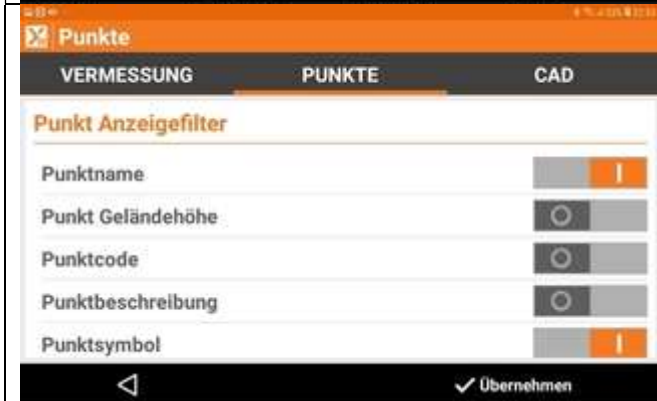 Punkte
VERMESSUNG PUNKTE CAD
Punkt Anzeigefilter
Punktname
Punkt Geländehöhe
Punktcode
Punktbeschreibung
Punktsymbol
Übernehmen